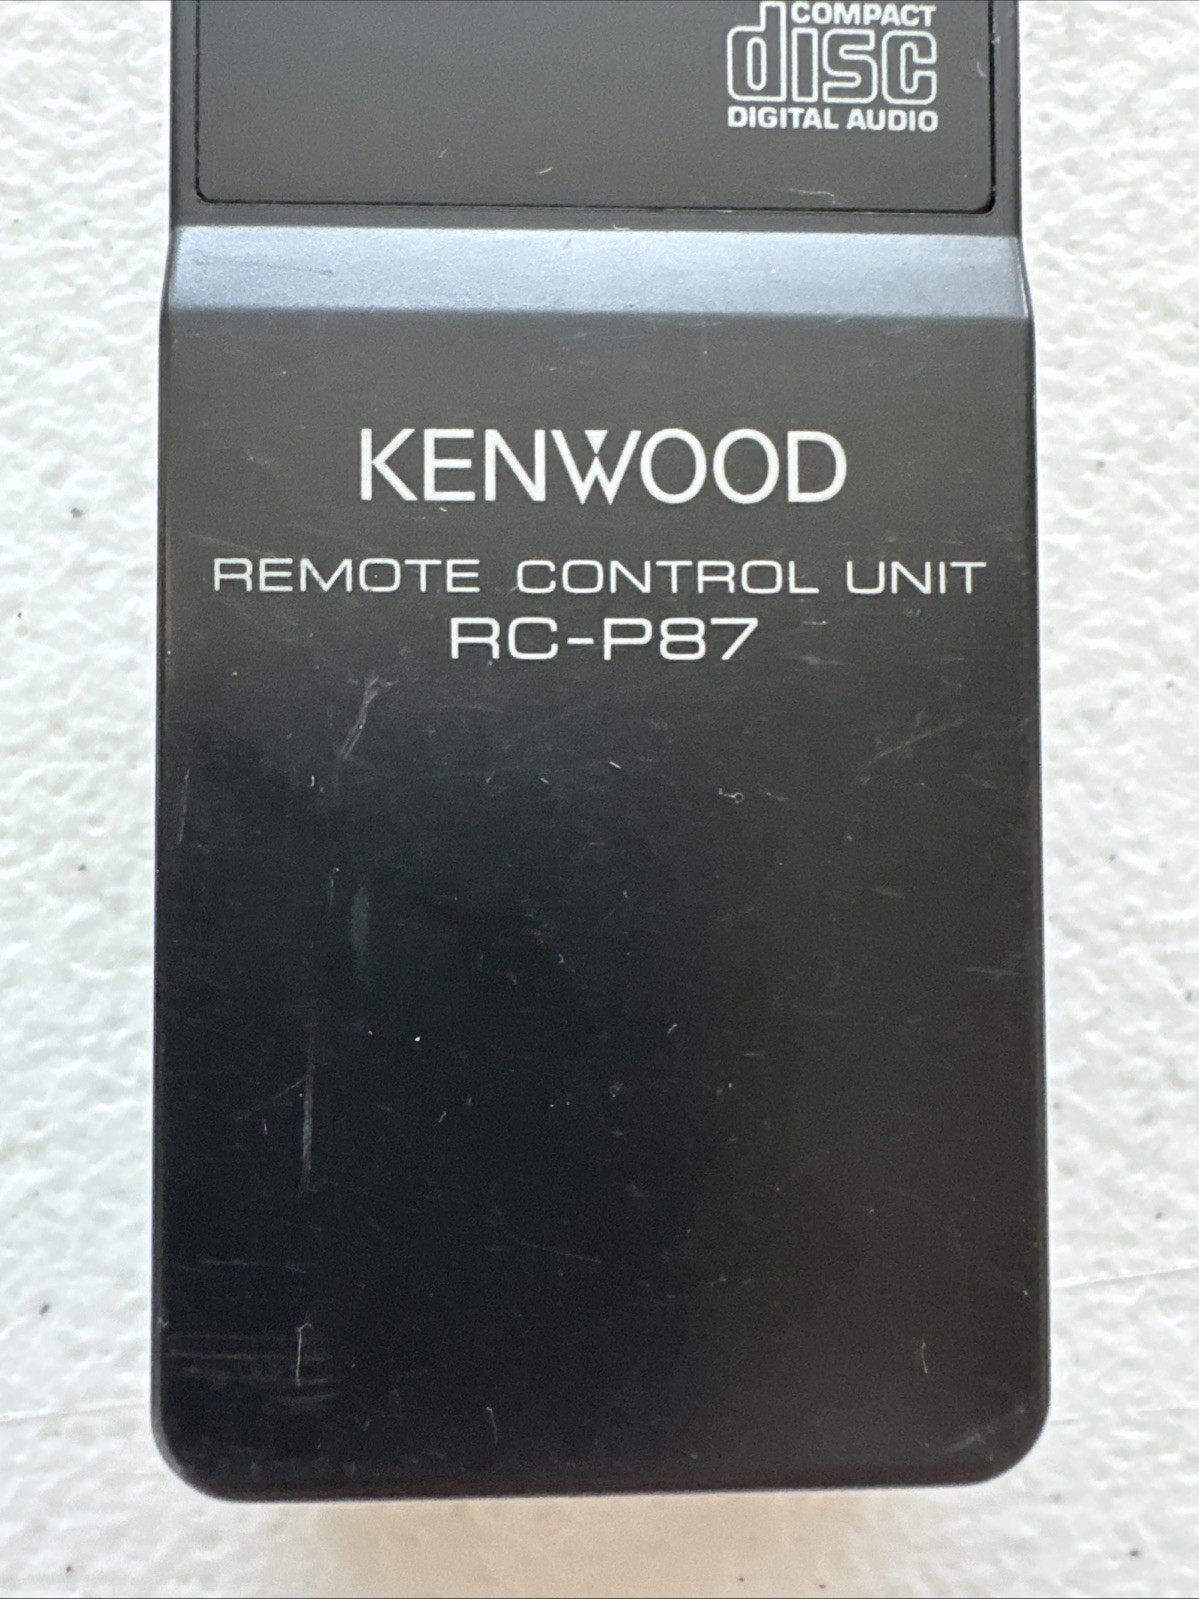 COMPACT
disc
DIGITAL AUDIO
KENWOOD
REMOTE CONTROL UNIT
RC-P87